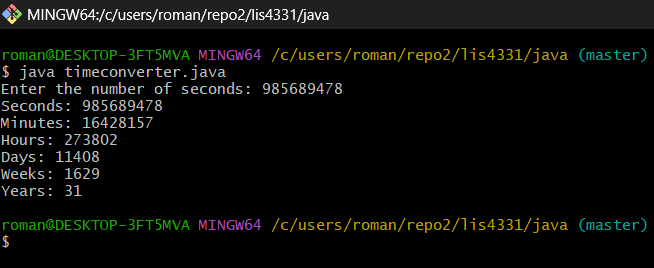 MINGW64:/c/users/roman/repo2/lis4331/java
roman@DESKTOP-3FT5MVA MINGW64 /c/users/roman/repo2/lis4331/java (master)
$ java timeconverter.java
Enter the number of seconds: 985689478
Seconds: 985689478
Minutes: 16428157
Hours: 273802
Days: 11408
Weeks: 1629
Years: 31
roman@DESKTOP-3FT5MVA MINGW64 /c/users/roman/repo2/lis4331/java (master)
$